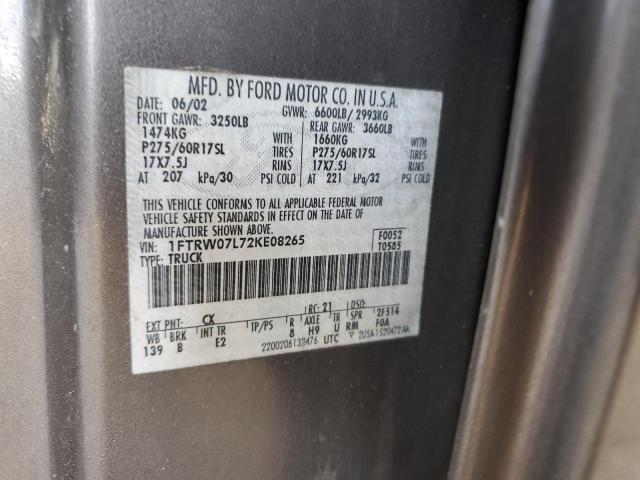 MFD. BY FORD MOTOR CO. IN U.S.A.
DATE: 06/02 GVWR: 6600LB/ 2993KG
FRONT GAWR: 3250LB REAR GAWR: 3660LB
1474KG WITH 1660KG WITH
P275/60R17SL TIRES P275/60R17SL TIRES
17X7.5J RIMS 17X7.5J RIMS
AT 207 kPa/30 PSI COLD AT 221 kPa/32 PSI COLD
THIS VEHICLE CONFORMS TO ALL APPLICABLE FEDERAL MOTOR
VEHICLE SAFETY STANDARDS IN EFFECT ON THE DATE OF
MANUFACTURE SHOWN ABOVE.
VIN: 1FTRW07L72KE08265 F0052
TYPE: TRUCK T0585
EXT PNT: CX RC: 21 DSO:
WB BRK INT TR TP/PS R AXLE TR SPR 2F514
139 B E2 8 H9 U RM F0A
2200206132476 UTC